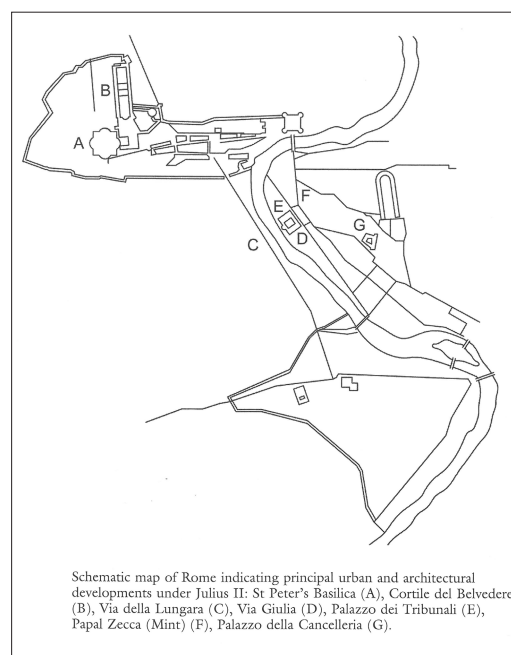 B
A
F
E
D
G
C
Schematic map of Rome indicating principal urban and architectural
developments under Julius II: St Peter's Basilica (A), Cortile del Belvedere
(B), Via della Lungara (C), Via Giulia (D), Palazzo dei Tribunali (E),
Papal Zecca (Mint) (F), Palazzo della Cancelleria (G).